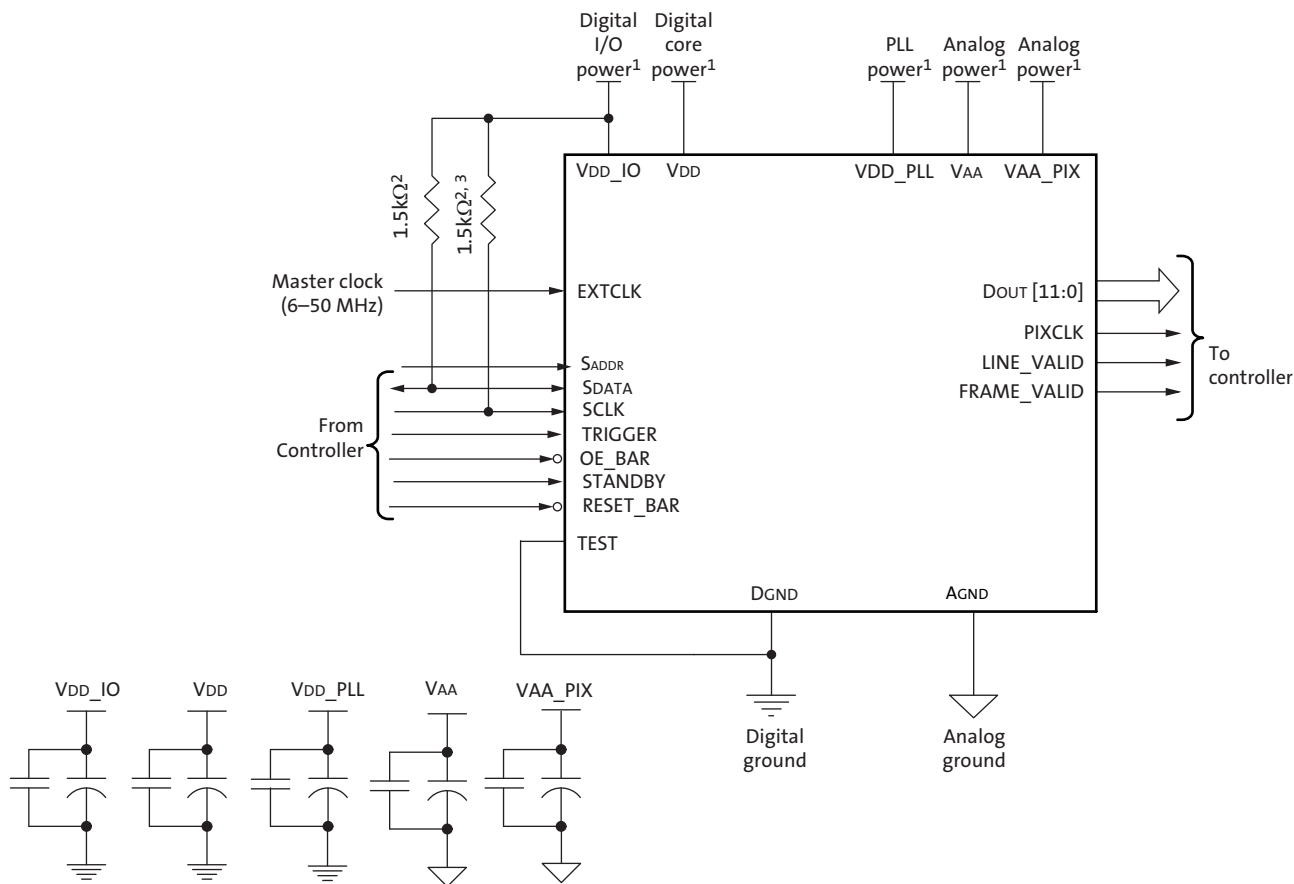 Digital
I/O
power1
Digital
core
power1
PLL
power1
Analog
power1
Analog
power1
VDD_IO
VDD
VDD_PLL
VAA
VAA_PIX
1.5kΩ2
1.5kΩ2, 3
Master clock
(6–50 MHz)
EXTCLK
DOUT [11:0]
PIXCLK
LINE_VALID
FRAME_VALID
To
controller
SADDR
SDATA
SCLK
TRIGGER
OE_BAR
STANDBY
RESET_BAR
From
Controller
TEST
DGND
AGND
Digital
ground
Analog
ground
VDD_IO
VDD
VDD_PLL
VAA
VAA_PIX